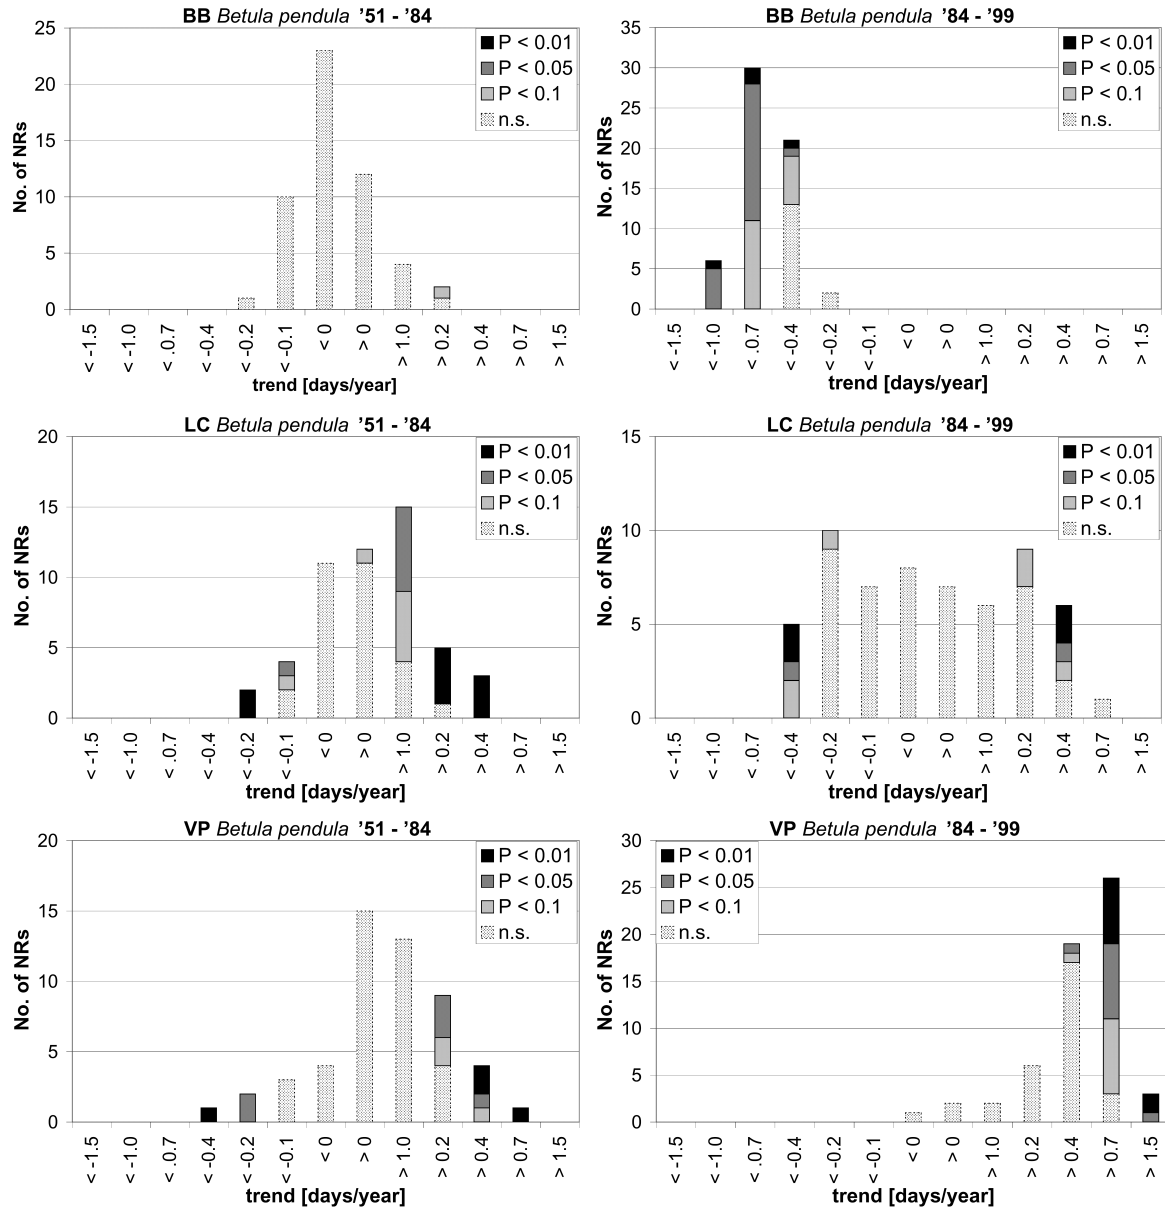 BB Betula pendula '51 - '84
25
20
15
10
5
0
No. of NRs
P < 0.01
P < 0.05
P < 0.1
n.s.
< -1.5
< -1.0
< .0.7
< -0.4
< -0.2
< -0.1
< 0
> 0
> 1.0
> 0.2
> 0.4
> 0.7
> 1.5
trend [days/year]
BB Betula pendula '84 - '99
35
30
25
20
15
10
5
0
No. of NRs
P < 0.01
P < 0.05
P < 0.1
n.s.
< -1.5
< -1.0
< .0.7
< -0.4
< -0.2
< -0.1
< 0
> 0
> 1.0
> 0.2
> 0.4
> 0.7
> 1.5
trend [days/year]
LC Betula pendula '51 - '84
20
15
10
5
0
No. of NRs
P < 0.01
P < 0.05
P < 0.1
n.s.
< -1.5
< -1.0
< .0.7
< -0.4
< -0.2
< -0.1
< 0
> 0
> 1.0
> 0.2
> 0.4
> 0.7
> 1.5
trend [days/year]
LC Betula pendula '84 - '99
15
10
5
0
No. of NRs
P < 0.01
P < 0.05
P < 0.1
n.s.
< -1.5
< -1.0
< .0.7
< -0.4
< -0.2
< -0.1
< 0
> 0
> 1.0
> 0.2
> 0.4
> 0.7
> 1.5
trend [days/year]
VP Betula pendula '51 - '84
20
15
10
5
0
No. of NRs
P < 0.01
P < 0.05
P < 0.1
n.s.
< -1.5
< -1.0
< .0.7
< -0.4
< -0.2
< -0.1
< 0
> 0
> 1.0
> 0.2
> 0.4
> 0.7
> 1.5
trend [days/year]
VP Betula pendula '84 - '99
30
25
20
15
10
5
0
No. of NRs
P < 0.01
P < 0.05
P < 0.1
n.s.
< -1.5
< -1.0
< .0.7
< -0.4
< -0.2
< -0.1
< 0
> 0
> 1.0
> 0.2
> 0.4
> 0.7
> 1.5
trend [days/year]